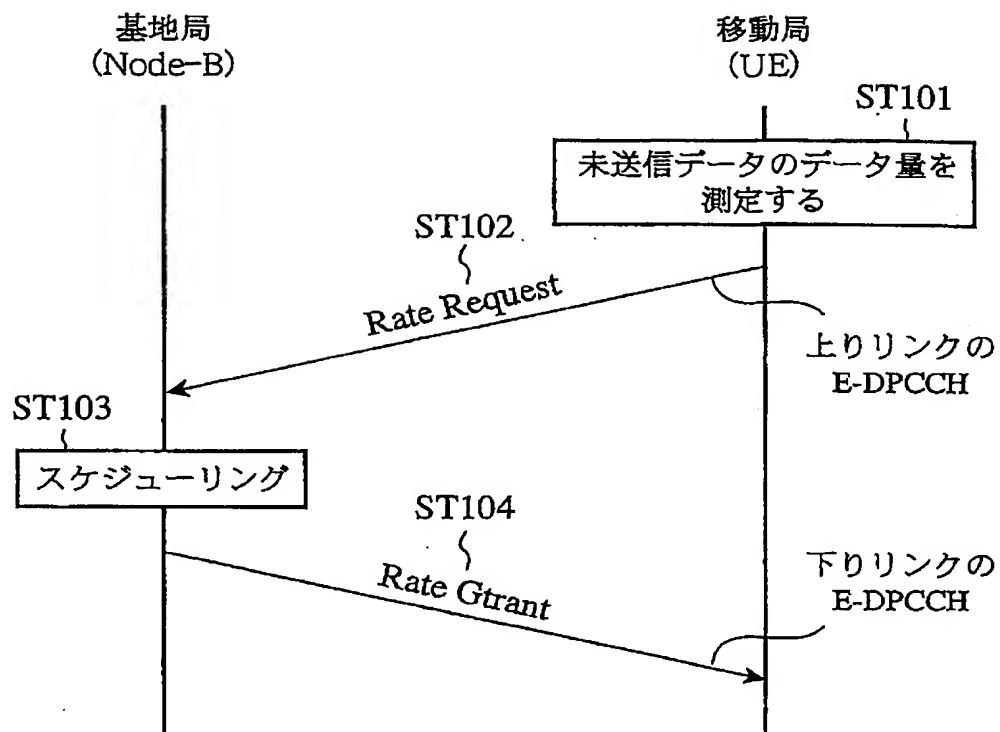 基地局
(Node-B)
移動局
(UE)
ST101
未送信データのデータ量を
測定する
ST102
Rate Request
上りリンクの
E-DPCCH
ST103
スケジューリング
ST104
Rate Gtrant
下りリンクの
E-DPCCH